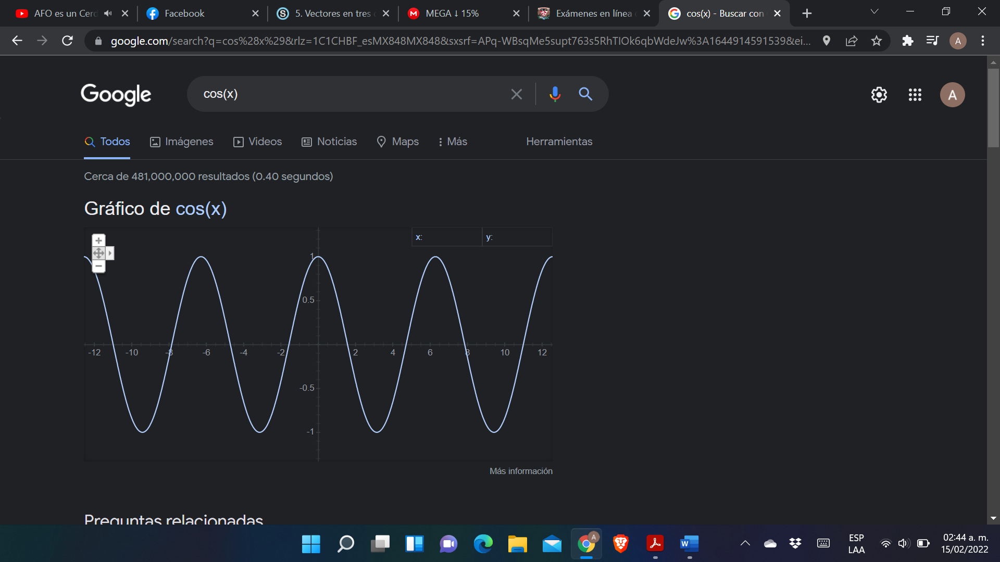 AFO es un Cerd
Facebook
5. Vectores en tres
MEGA ↓ 15%
Exámenes en línea
cos(x) - Buscar con
google.com/search?q=cos%28x%29&rlz=1C1CHBF_esMX848MX848&sxsrf=APq-WBsqMe5supt763s5RhTlOk6qbWdeJw%3A1644914591539&ei...
A
Google
cos(x)
A
Todos
Imágenes
Videos
Noticias
Maps
Más
Herramientas
Cerca de 481,000,000 resultados (0.40 segundos)
Gráfico de cos(x)
x:
y:
1
0.5
-12 -10 -8 -6 -4 -2 2 4 6 8 10 12
-0.5
-1
Más información
Preguntas relacionadas
A
W
ESP
LAA
02:44 a. m.
15/02/2022